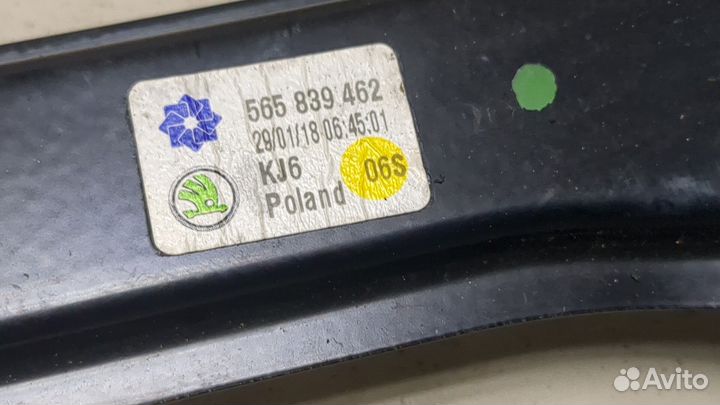 565 839 462
29/01/18 06:45:01
KJ6
06S
Poland
Avito